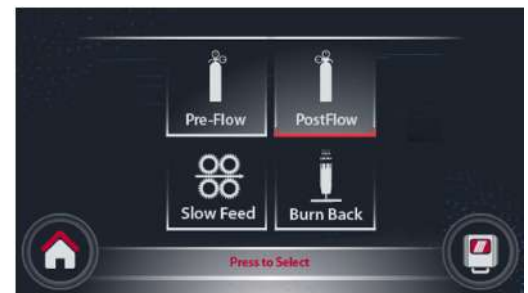 Pre-Flow
PostFlow
Slow Feed
Burn Back
Press to Select